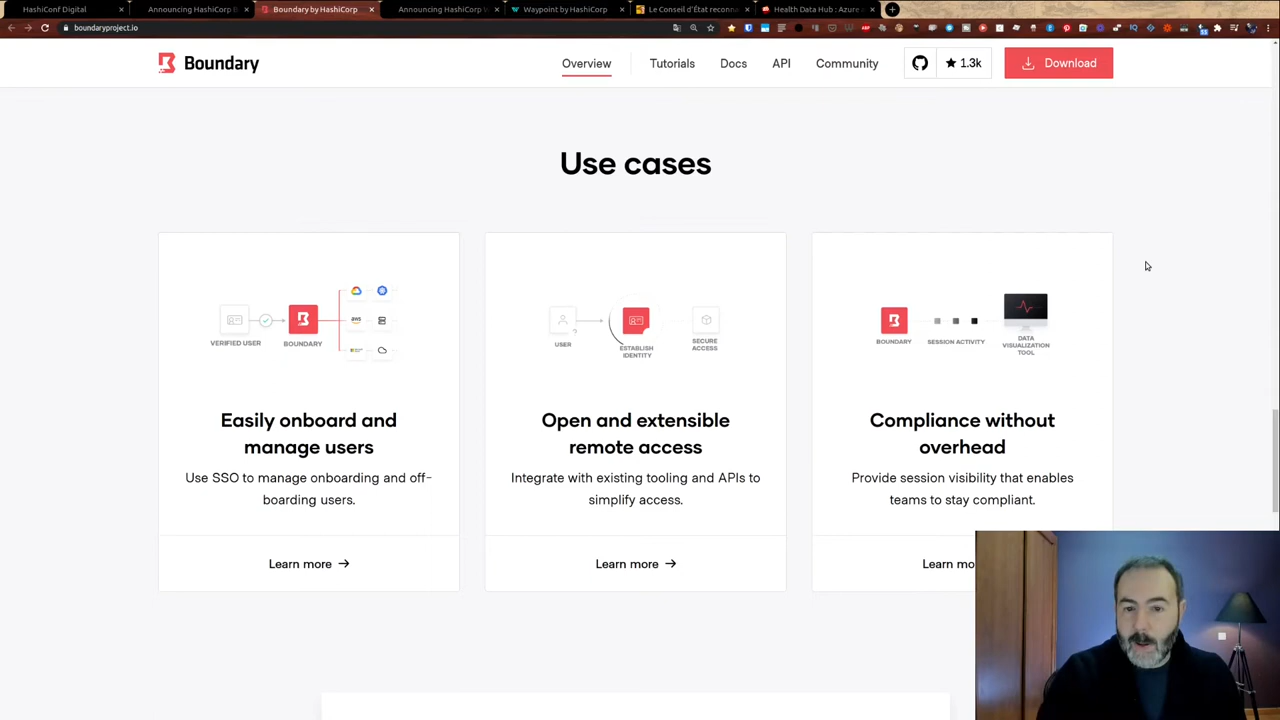 HashiConf Digital
Announcing HashiCorp B
Boundary by HashiCorp
Announcing HashiCorp W
Waypoint by HashiCorp
Le Conseil d'État reconn
Health Data Hub : Azure
boundaryproject.io
Boundary
Overview
Tutorials
Docs
API
Community
1.3k
Download
Use cases
VERIFIED USER
BOUNDARY
aws
Easily onboard and
manage users
Use SSO to manage onboarding and off-
boarding users.
Learn more
USER
ESTABLISH
IDENTITY
SECURE
ACCESS
Open and extensible
remote access
Integrate with existing tooling and APIs to
simplify access.
Learn more
BOUNDARY
SESSION ACTIVITY
DATA
VISUALIZATION
TOOL
Compliance without
overhead
Provide session visibility that enables
teams to stay compliant.
Learn mo